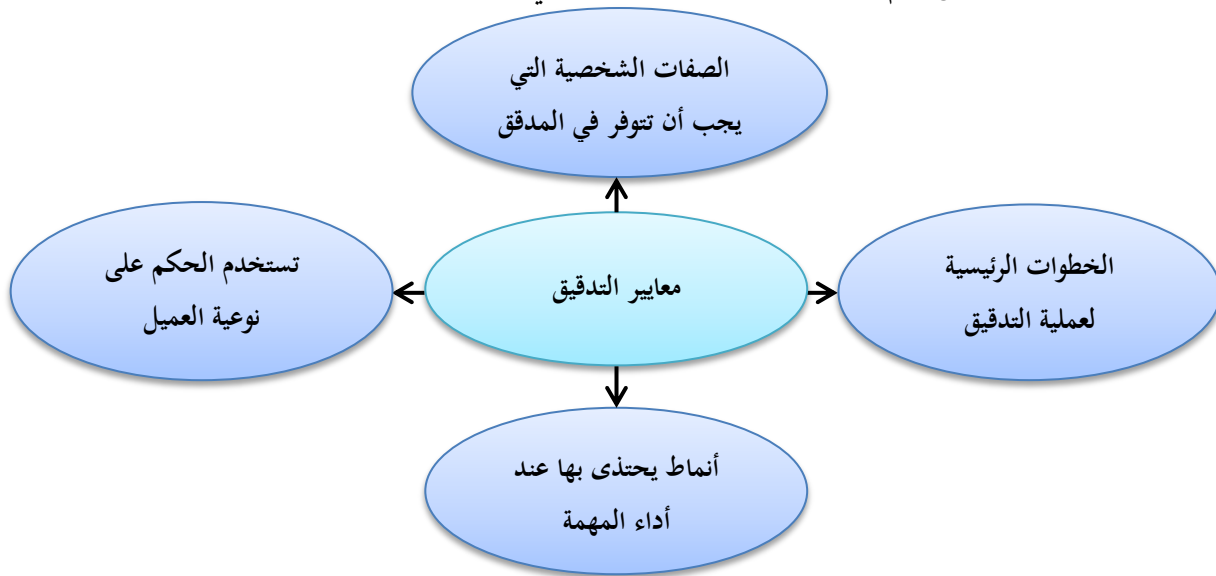 الصفات الشخصية التي
يجب أن تتوفر في المدقق
الخطوات الرئيسية
لعملية التدقيق
معايير التدقيق
تستخدم الحكم على
نوعية العميل
أنماط يحتذى بها عند
أداء المهمة